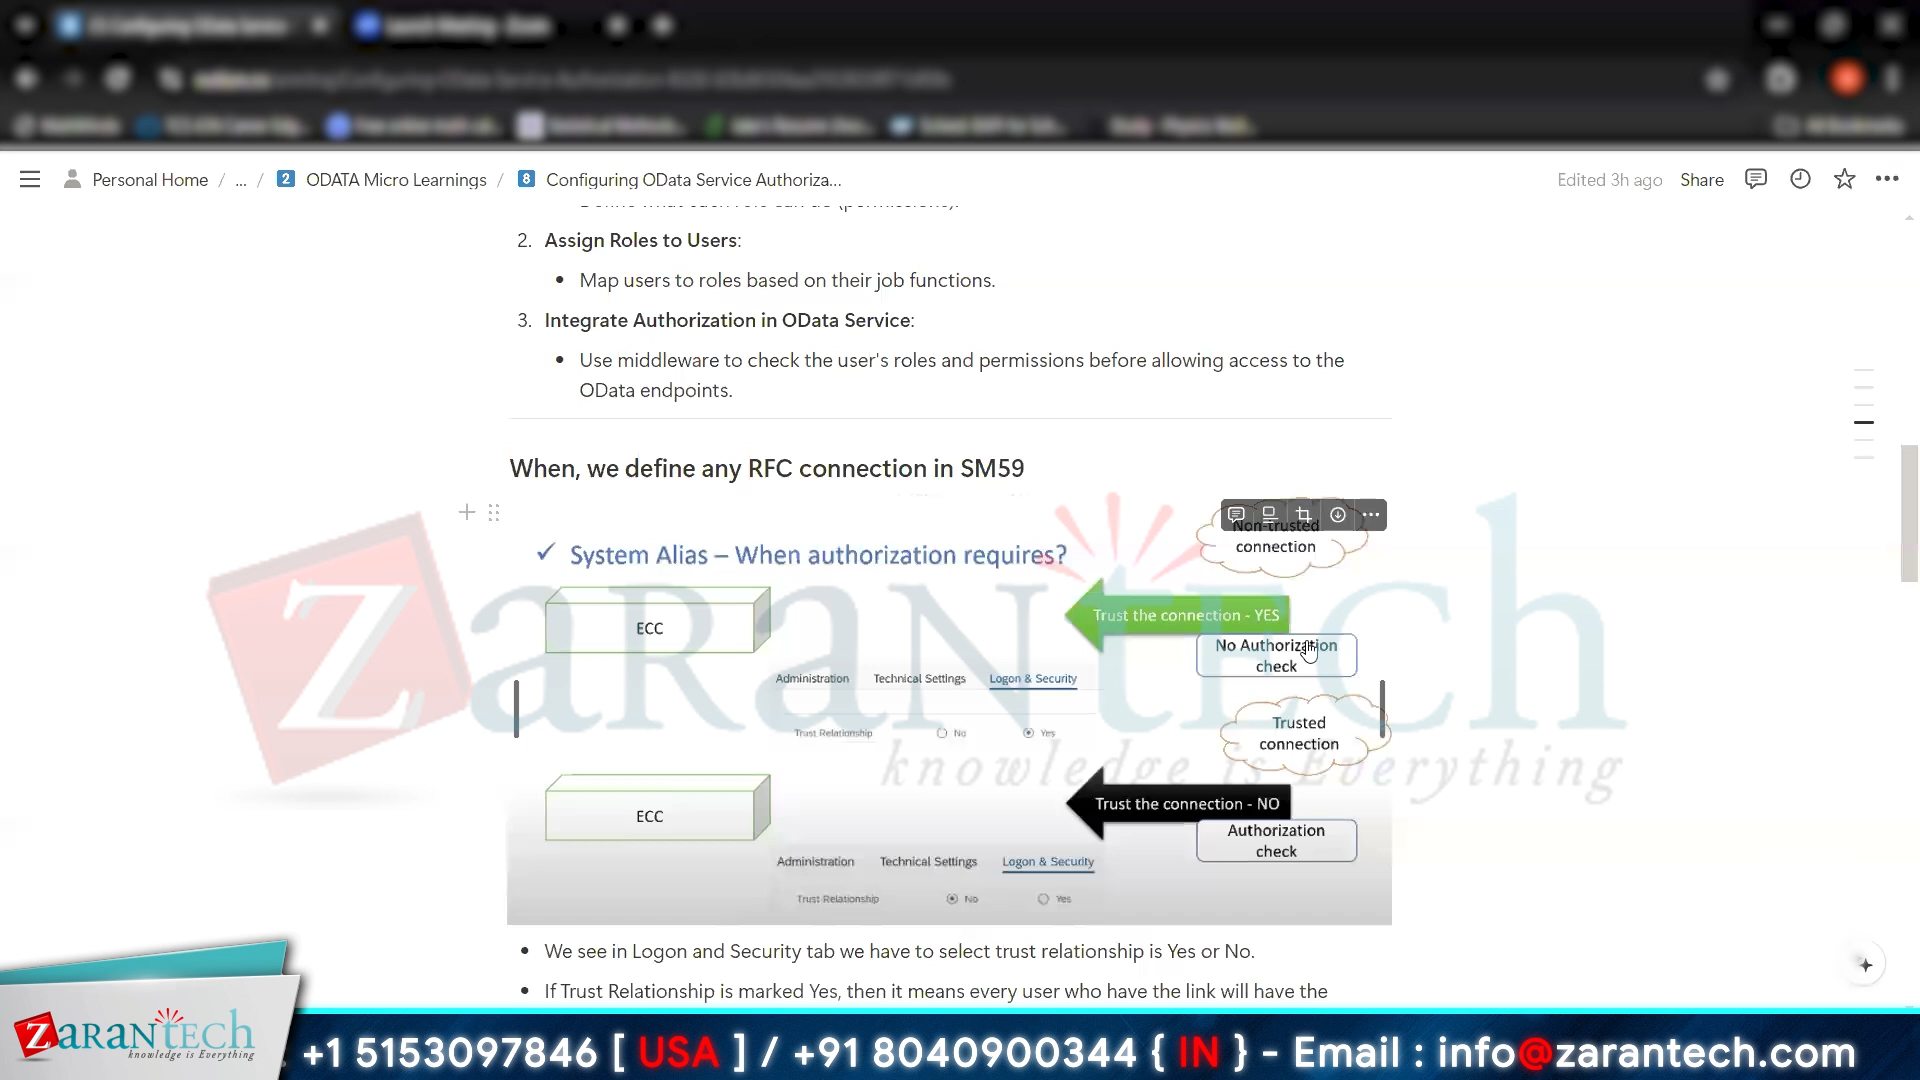 Personal Home / ... / 2 ODATA Micro Learnings / 8 Configuring OData Service Authoriza...
Edited 3h ago Share
2. Assign Roles to Users:
• Map users to roles based on their job functions.
3. Integrate Authorization in OData Service:
• Use middleware to check the user's roles and permissions before allowing access to the
OData endpoints.
When, we define any RFC connection in SM59
Non-trusted
connection
✓ System Alias – When authorization requires?
Trust the connection - YES
ECC
No Authorization
check
Administration Technical Settings Logon & Security
Trust Relationship No Yes
Trusted
connection
Trust the connection - NO
ECC
Authorization
check
Administration Technical Settings Logon & Security
Trust Relationship No Yes
ZARANTECH
knowledge is Everything
• We see in Logon and Security tab we have to select trust relationship is Yes or No.
• If Trust Relationship is marked Yes, then it means every user who have the link will have the
ZARANTECH
knowledge is Everything
+1 5153097846 [ USA ] / +91 8040900344 { IN } - Email : info@zarantech.com